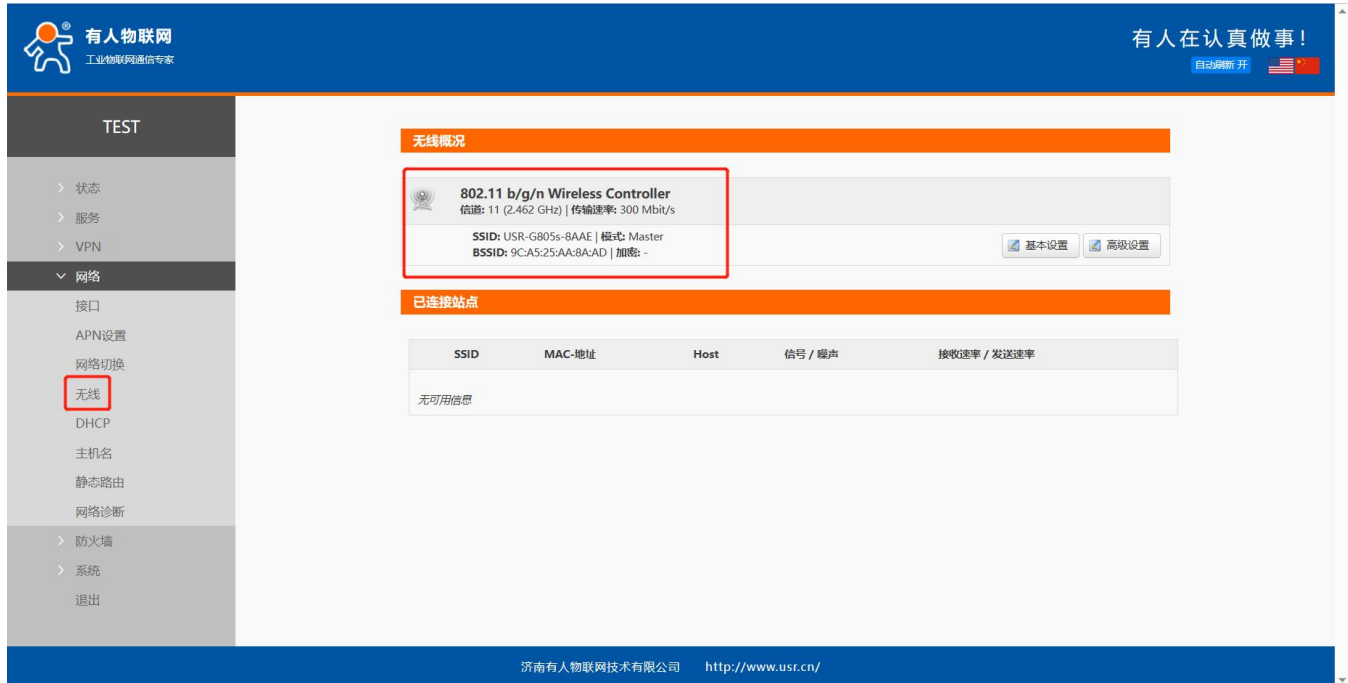 有人物联网
®
工业物联网通信专家
有人在认真做事！
自动刷新 开
TEST
状态
服务
VPN
网络
接口
APN设置
网络切换
无线
DHCP
主机名
静态路由
网络诊断
防火墙
系统
退出
无线概况
802.11 b/g/n Wireless Controller
信道: 11 (2.462 GHz) | 传输速率: 300 Mbit/s
SSID: USR-G805s-8AAE | 模式: Master
BSSID: 9C:A5:25:AA:8A:AD | 加密: -
基本设置 高级设置
已连接站点
SSID MAC-地址 Host 信号 / 噪声 接收速率 / 发送速率
无可用信息
济南有人物联网技术有限公司 http://www.usr.cn/